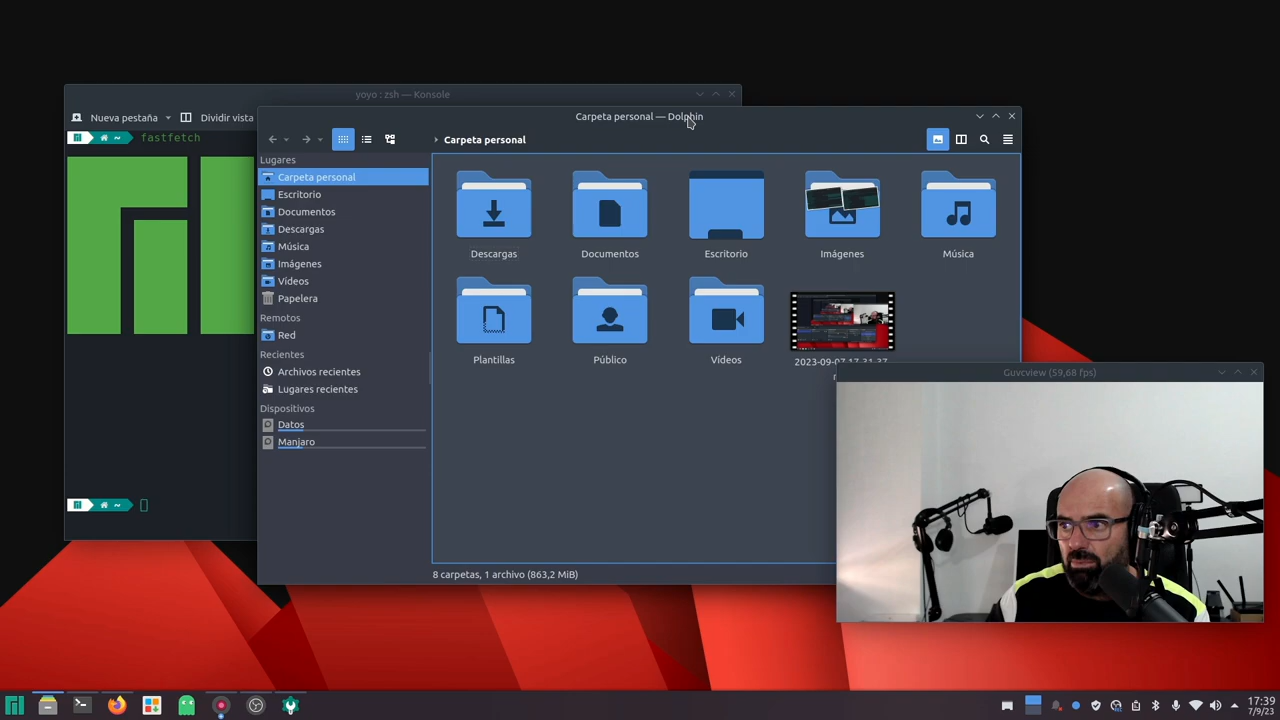 yoyo : zsh — Konsole
Nueva pestaña
Dividir vista
~
fastfetch
~
Carpeta personal — Dolphin
Carpeta personal
Lugares
Carpeta personal
Escritorio
Documentos
Descargas
Música
Imágenes
Vídeos
Papelera
Remotos
Red
Recientes
Archivos recientes
Lugares recientes
Dispositivos
Datos
Manjaro
Descargas
Documentos
Escritorio
Imágenes
Música
Plantillas
Público
Vídeos
8 carpetas, 1 archivo (863,2 MiB)
Guvcview (59,68 fps)
17:39
7/9/23